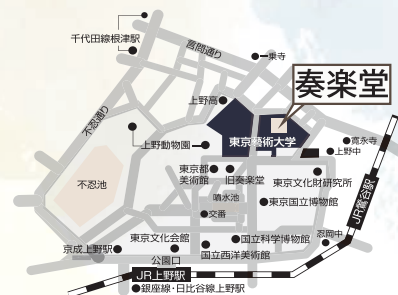 千代田線根津駅
言問通り
一乗寺
奏楽堂
上野高
不忍通り
東京藝術大学
寛永寺
上野中
上野動物園
東京都
美術館
旧奏楽堂
東京文化財研究所
不忍池
噴水池
東京国立博物館
JR鶯谷駅
交番
忍岡中
東京文化会館
国立科学博物館
京成上野駅
公園口
国立西洋美術館
JR上野駅
銀座線・日比谷線上野駅